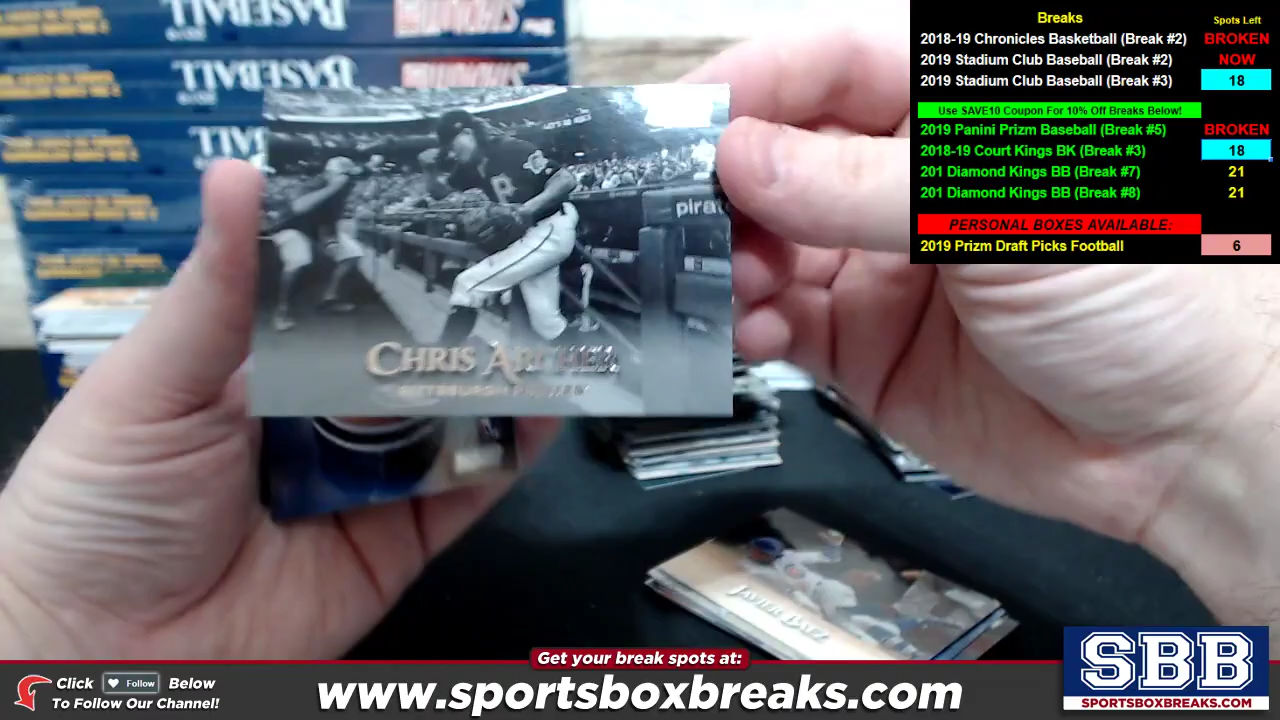 BASEBALL
BASEBALL
BASEBALL
pirat
CHRIS ARCHER
JAVIER BAEZ
Breaks
Spots Left
2018-19 Chronicles Basketball (Break #2) BROKEN
2019 Stadium Club Baseball (Break #2) NOW
2019 Stadium Club Baseball (Break #3) 18
Use SAVE10 Coupon For 10% Off Breaks Below!
2019 Panini Prizm Baseball (Break #5) BROKEN
2018-19 Court Kings BK (Break #3) 18
201 Diamond Kings BB (Break #7) 21
201 Diamond Kings BB (Break #8) 21
PERSONAL BOXES AVAILABLE:
2019 Prizm Draft Picks Football 6
Get your break spots at:
Click Follow Below
To Follow Our Channel!
www.sportsboxbreaks.com
SBB
SPORTSBOXBREAKS.COM